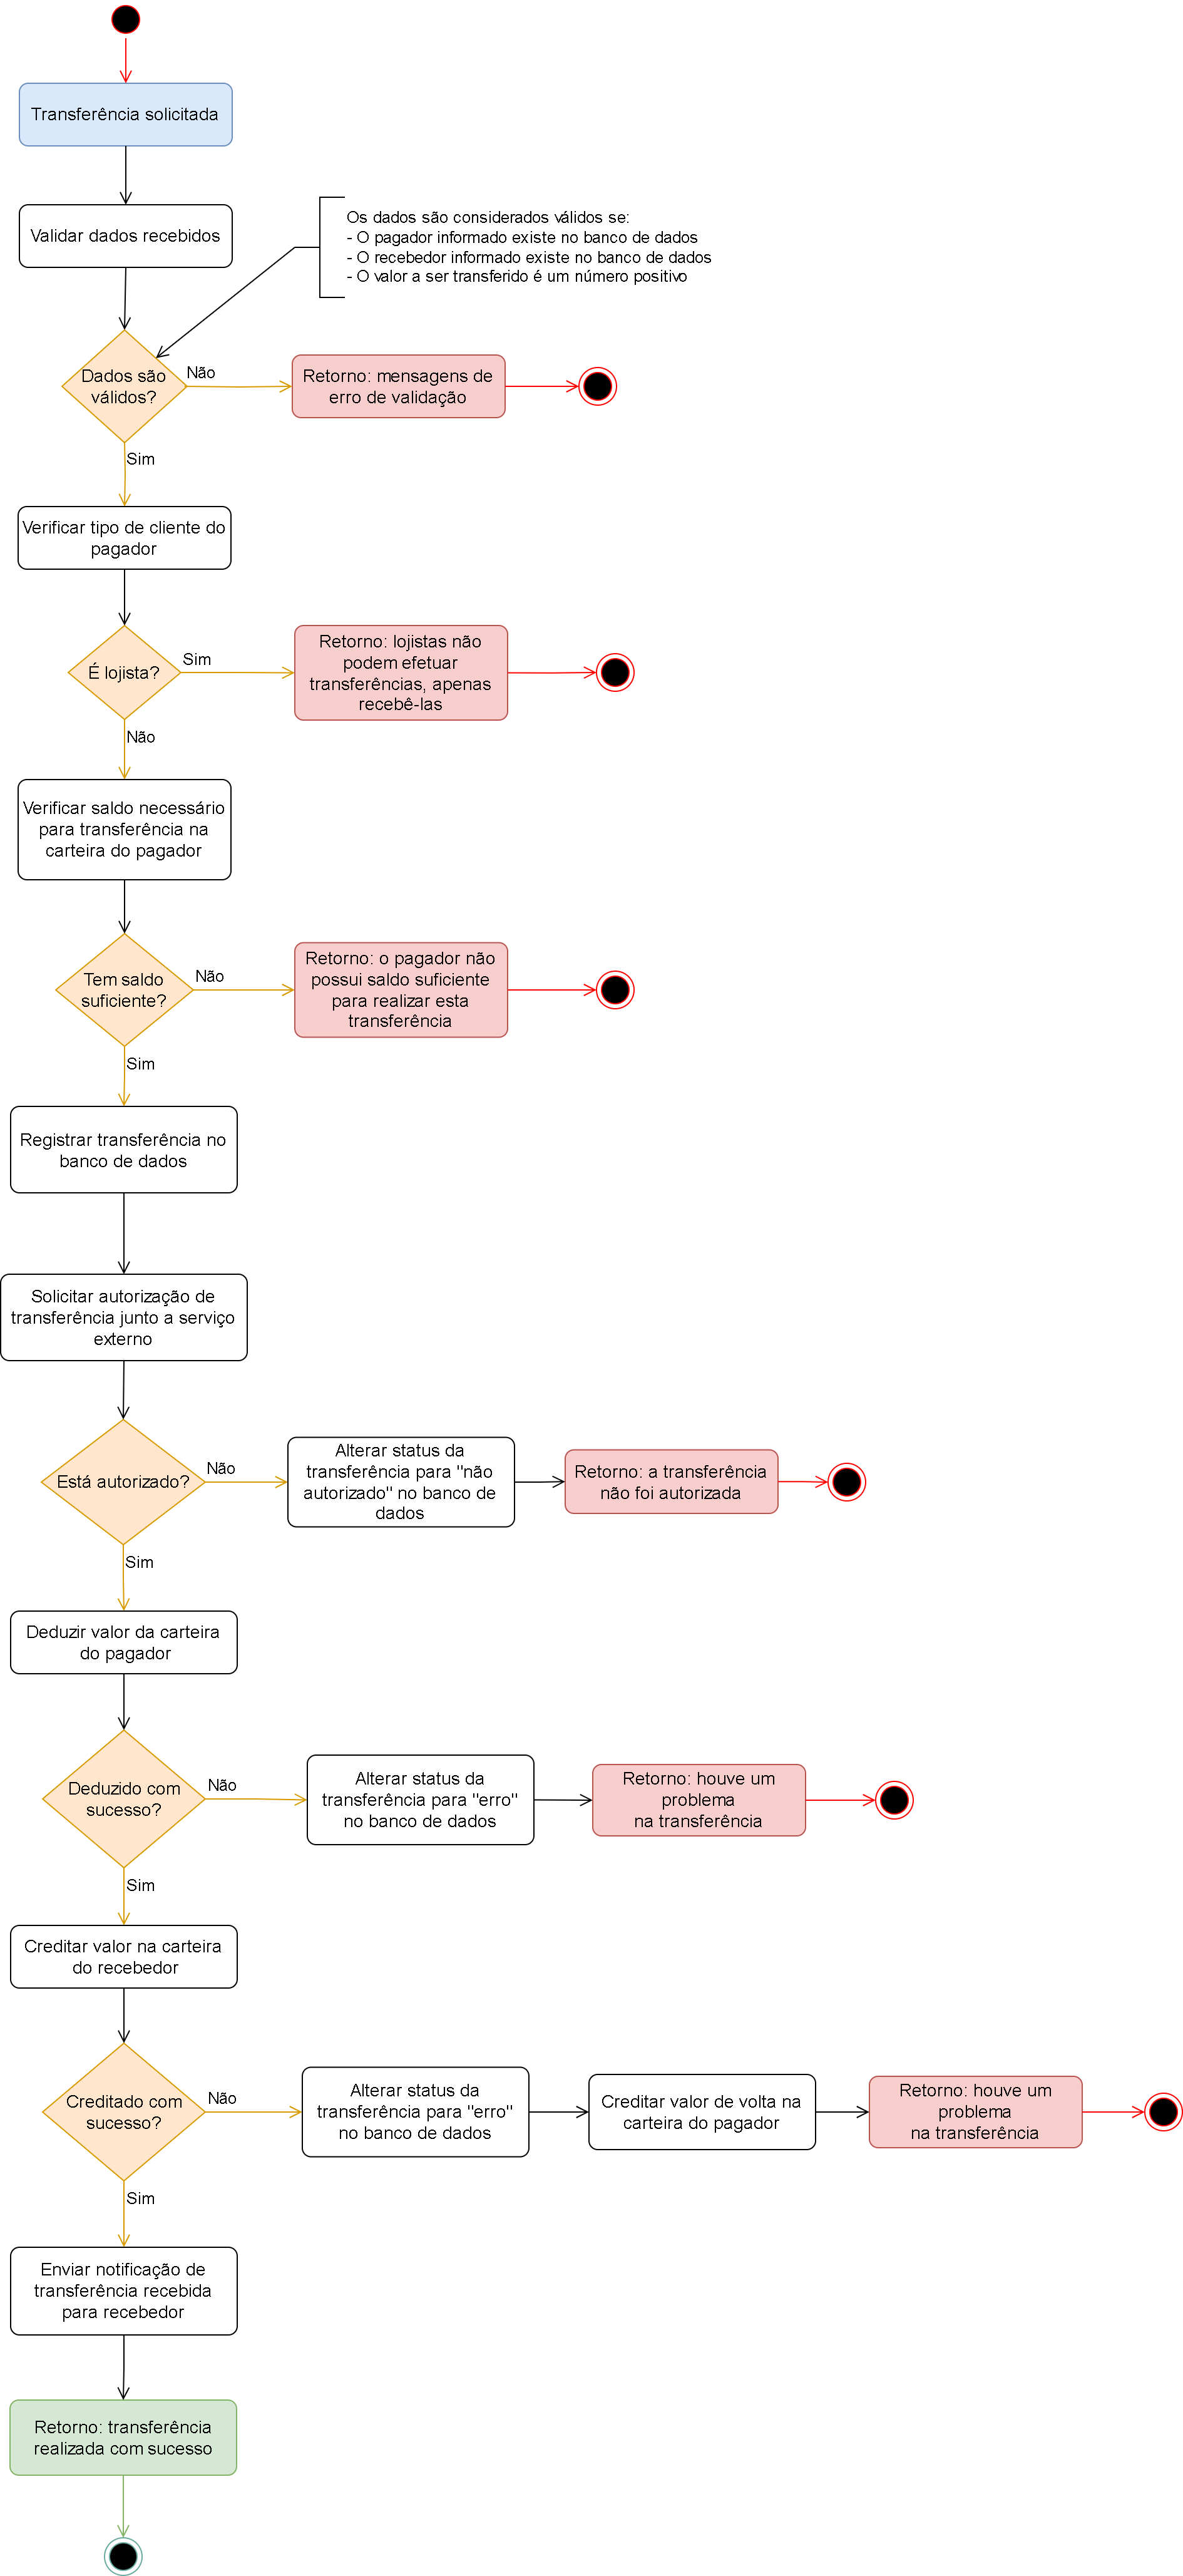 Transferência solicitada
Validar dados recebidos
Os dados são considerados válidos se:
- O pagador informado existe no banco de dados
- O recebedor informado existe no banco de dados
- O valor a ser transferido é um número positivo
Dados são
válidos?
Não
Retorno: mensagens de
erro de validação
Sim
Verificar tipo de cliente do
pagador
É lojista?
Sim
Retorno: lojistas não
podem efetuar
transferências, apenas
recebê-las
Não
Verificar saldo necessário
para transferência na
carteira do pagador
Tem saldo
suficiente?
Não
Retorno: o pagador não
possui saldo suficiente
para realizar esta
transferência
Sim
Registrar transferência no
banco de dados
Solicitar autorização de
transferência junto a serviço
externo
Está autorizado?
Não
Alterar status da
transferência para "não
autorizado" no banco de
dados
Retorno: a transferência
não foi autorizada
Sim
Deduzir valor da carteira
do pagador
Deduzido com
sucesso?
Não
Alterar status da
transferência para "erro"
no banco de dados
Retorno: houve um
problema
na transferência
Sim
Creditar valor na carteira
do recebedor
Creditado com
sucesso?
Não
Alterar status da
transferência para "erro"
no banco de dados
Creditar valor de volta na
carteira do pagador
Retorno: houve um
problema
na transferência
Sim
Enviar notificação de
transferência recebida
para recebedor
Retorno: transferência
realizada com sucesso